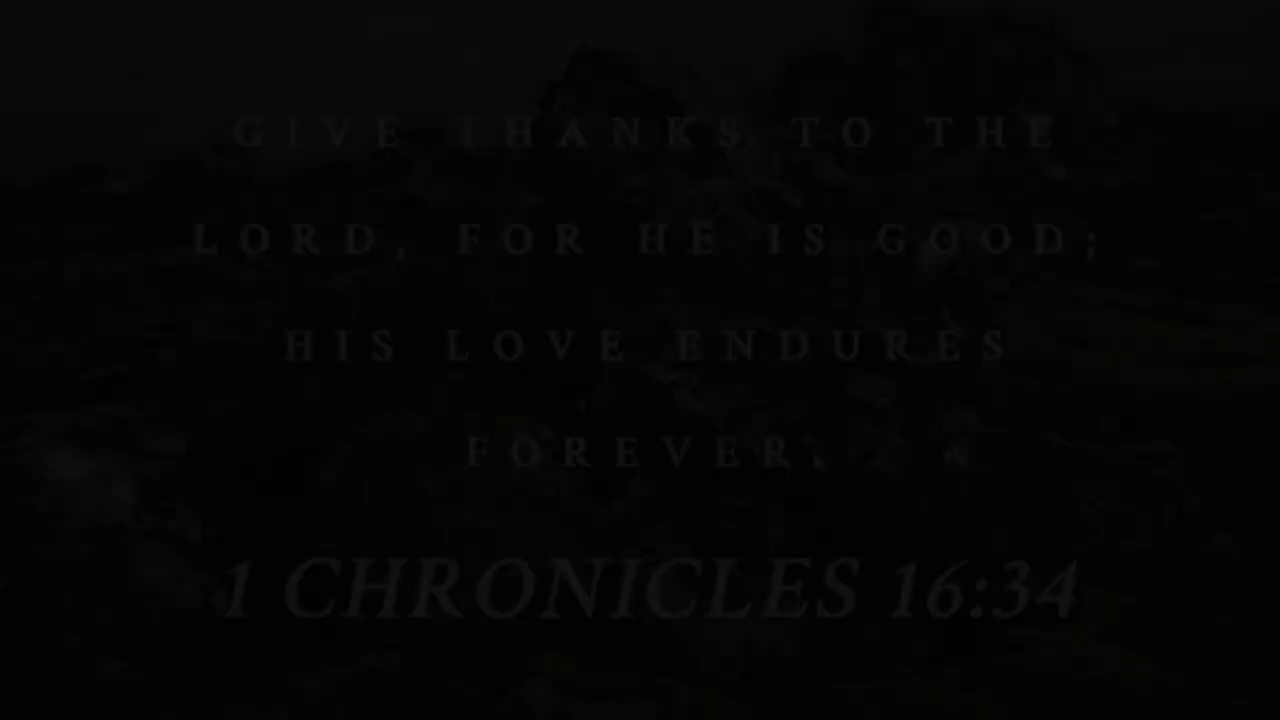 GIVE THANKS TO THE
LORD, FOR HE IS GOOD;
HIS LOVE ENDURES
FOREVER.
1 CHRONICLES 16:34